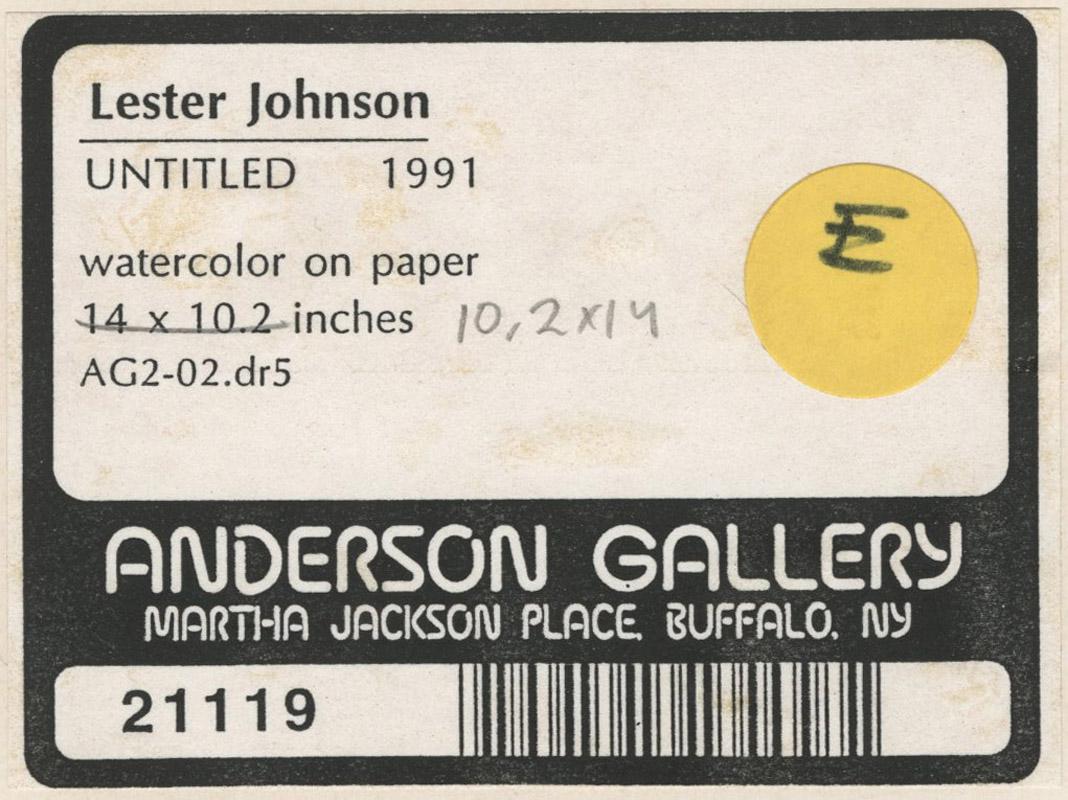 Lester Johnson
UNTITLED 1991
watercolor on paper
14 x 10.2 inches 10.2x14
AG2-02.dr5
E
ANDERSON GALLERY
MARTHA JACKSON PLACE, BUFFALO, NY
21119